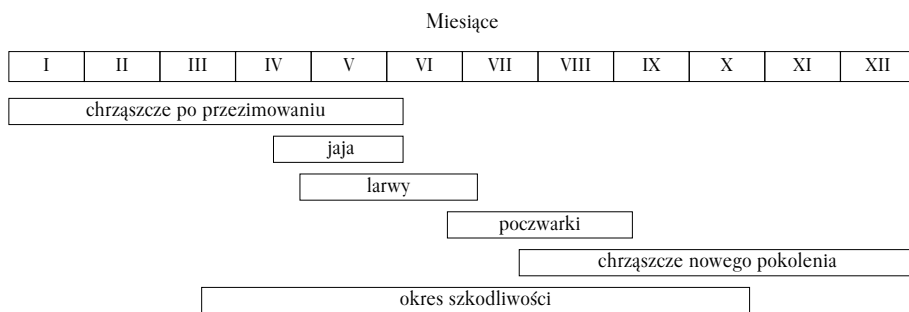 Miesiące
I II III IV V VI VII VIII IX X XI XII
chrząszcze po przezimowaniu
jaja
larwy
poczwarki
chrząszcze nowego pokolenia
okres szkodliwości